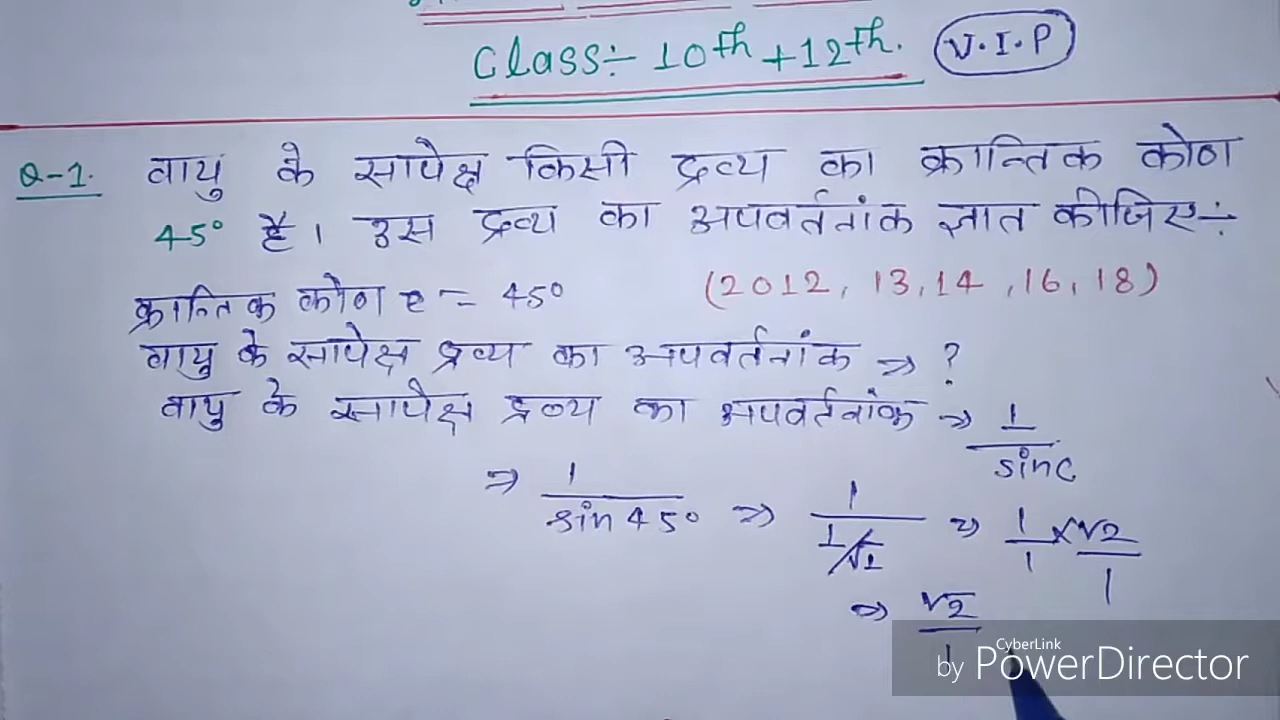 Class:- 10th + 12th. V.I.P
Q-1. वायु के सापेक्ष किसी द्रव्य का क्रान्तिक कोण
45° है। उस द्रव्य का अपवर्तनांक ज्ञात कीजिए :-
(2012, 13, 14, 16, 18)
क्रान्तिक कोण c = 45°
वायु के सापेक्ष द्रव्य का अपवर्तनांक ⇒ ?
वायु के सापेक्ष द्रव्य का अपवर्तनांक ⇒ 1/sinc
⇒ 1/sin45° ⇒ 1/(1/√2) ⇒ 1/1 × √2/1
⇒ √2/1
CyberLink
by PowerDirector